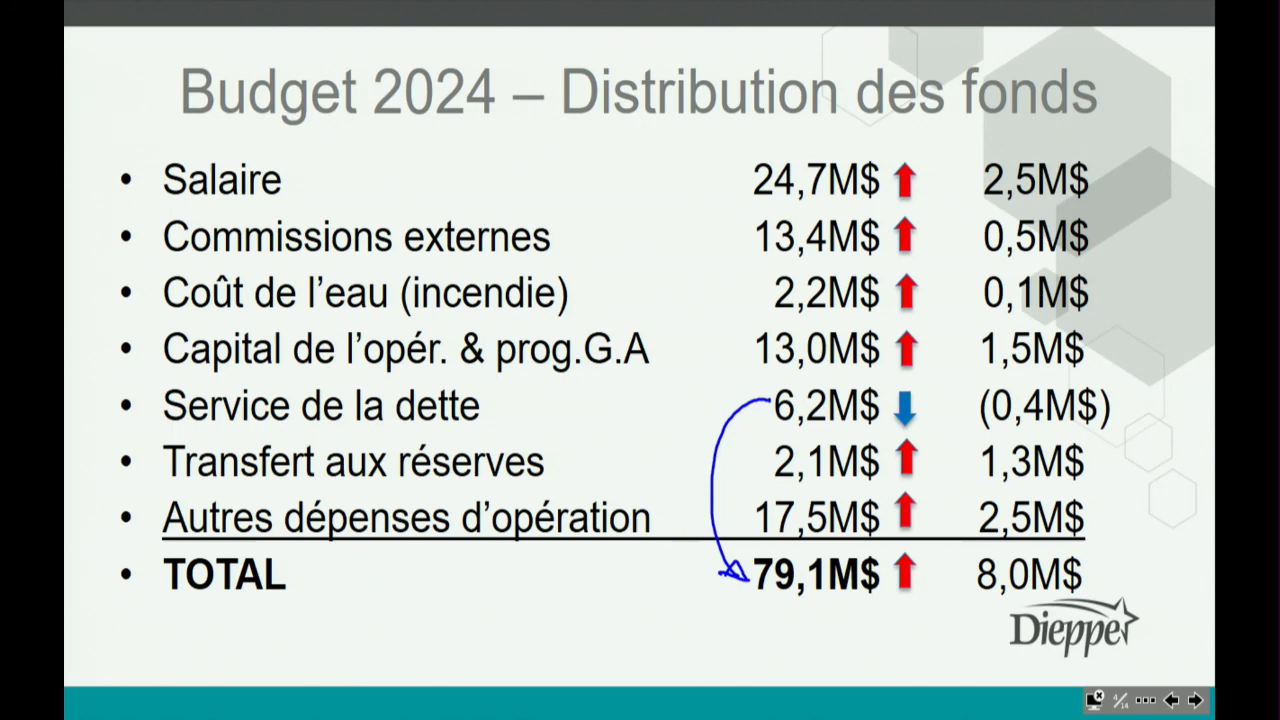 Budget 2024 – Distribution des fonds
• Salaire 24,7M$ 2,5M$
• Commissions externes 13,4M$ 0,5M$
• Coût de l’eau (incendie) 2,2M$ 0,1M$
• Capital de l’opér. & prog.G.A 13,0M$ 1,5M$
• Service de la dette 6,2M$ (0,4M$)
• Transfert aux réserves 2,1M$ 1,3M$
• Autres dépenses d’opération 17,5M$ 2,5M$
• TOTAL 79,1M$ 8,0M$
Dieppe
4/14